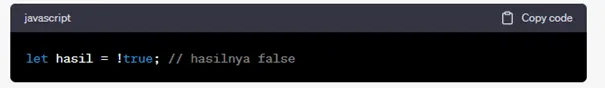 javascript
Copy code
let hasil = !true; // hasilnya false